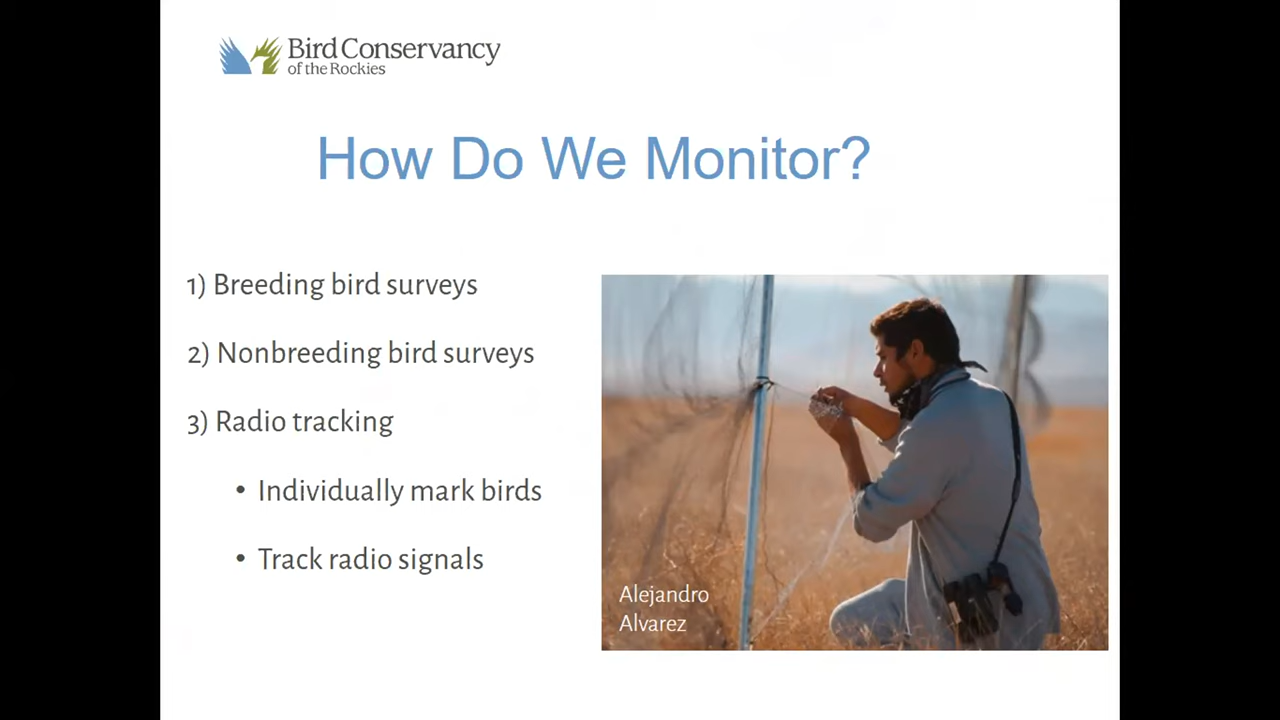 Bird Conservancy
of the Rockies
How Do We Monitor?
1) Breeding bird surveys
2) Nonbreeding bird surveys
3) Radio tracking
• Individually mark birds
• Track radio signals
Alejandro
Alvarez